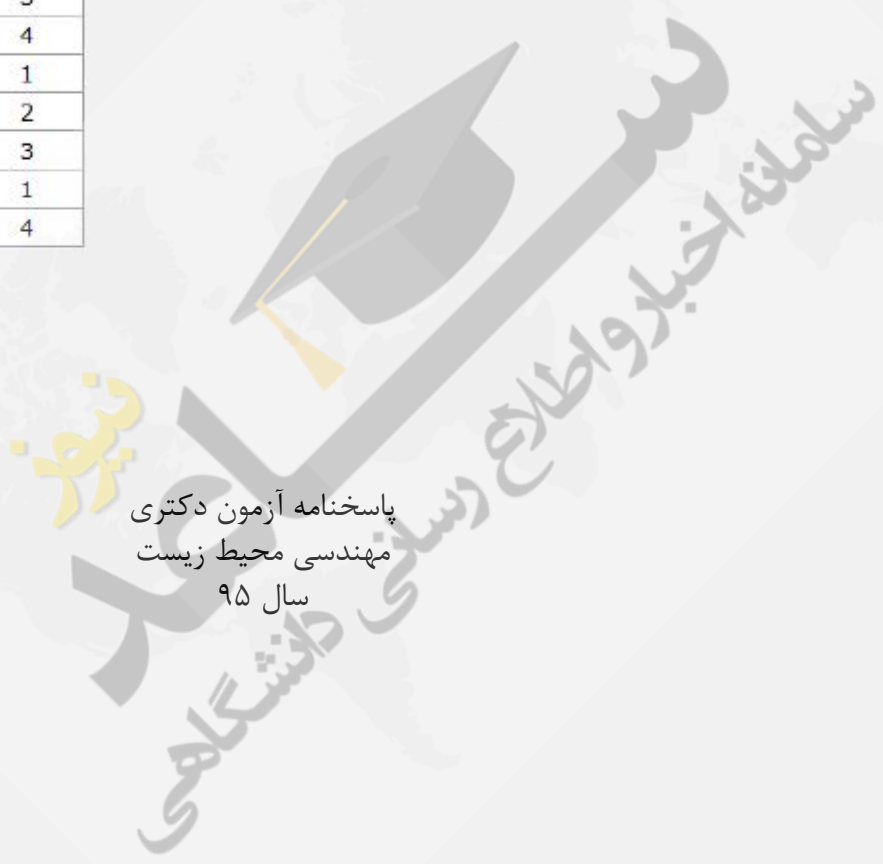 4
1
2
3
1
4
ساعد
نیوز
سامانه اخبار و اطلاع رسانی دانشگاهی
پاسخنامه آزمون دکتری
مهندسی محیط زیست
سال ۹۵